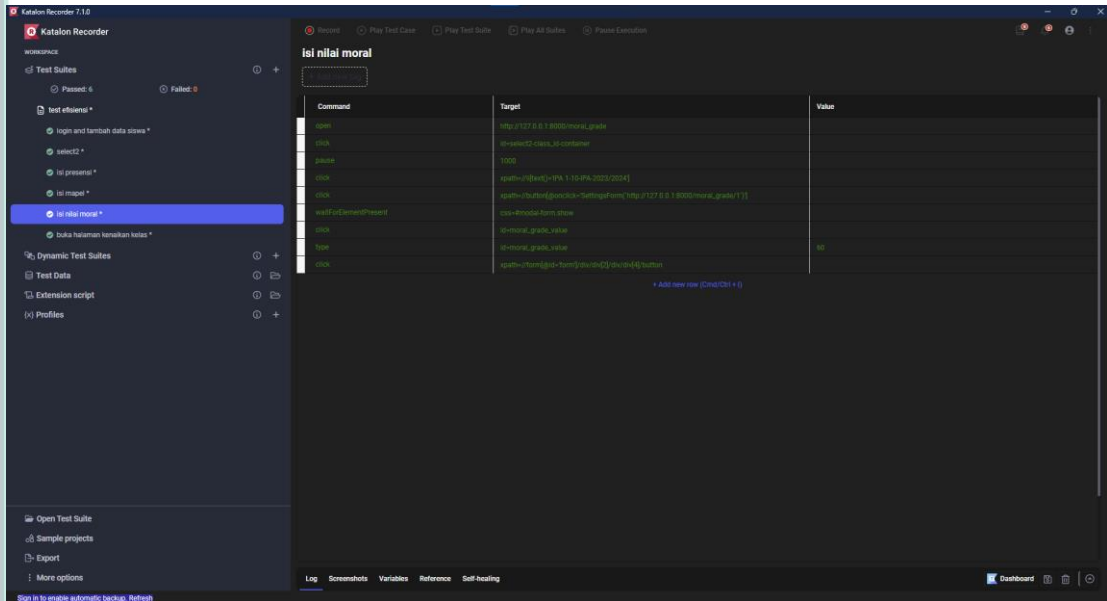 Katalon Recorder 7.1.0
Katalon Recorder
WORKSPACE
Test Suites
Passed: 6 Failed: 0
test efisiensi *
login and tambah data siswa *
select2 *
isi presensi *
isi mapel *
isi nilai moral *
buka halaman kenaikan kelas *
Dynamic Test Suites
Test Data
Extension script
{x} Profiles
Open Test Suite
Sample projects
Export
More options
Sign in to enable automatic backup. Refresh
Record Play Test Case Play Test Suite Play All Suites Pause Execution
isi nilai moral
+ Add new tag
Command Target Value
open http://127.0.0.1:8000/moral_grade
click id=select2-class_id-container
pause 1000
click xpath=//li[text()='IPA 1-10-IPA-2023/2024']
click xpath=//button[@onclick='SettingsForm(`http://127.0.0.1:8000/moral_grade/1`)']
waitForElementPresent css=#modal-form.show
click id=moral_grade_value
type id=moral_grade_value 90
click xpath=//form[@id='form']/div/div[2]/div/div[4]/button
+ Add new row (Cmd/Ctrl + I)
Log Screenshots Variables Reference Self-healing
Dashboard